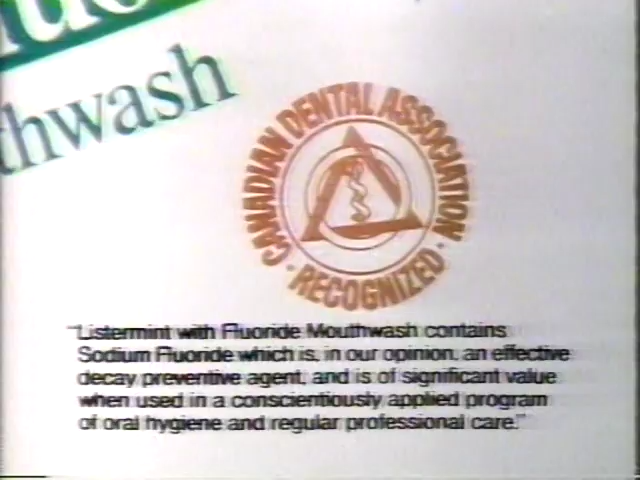 thwash
CANADIAN DENTAL ASSOCIATION
· RECOGNIZED ·
"Listermint with Fluoride Mouthwash contains
Sodium Fluoride which is, in our opinion, an effective
decay preventive agent, and is of significant value
when used in a conscientiously applied program
of oral hygiene and regular professional care."